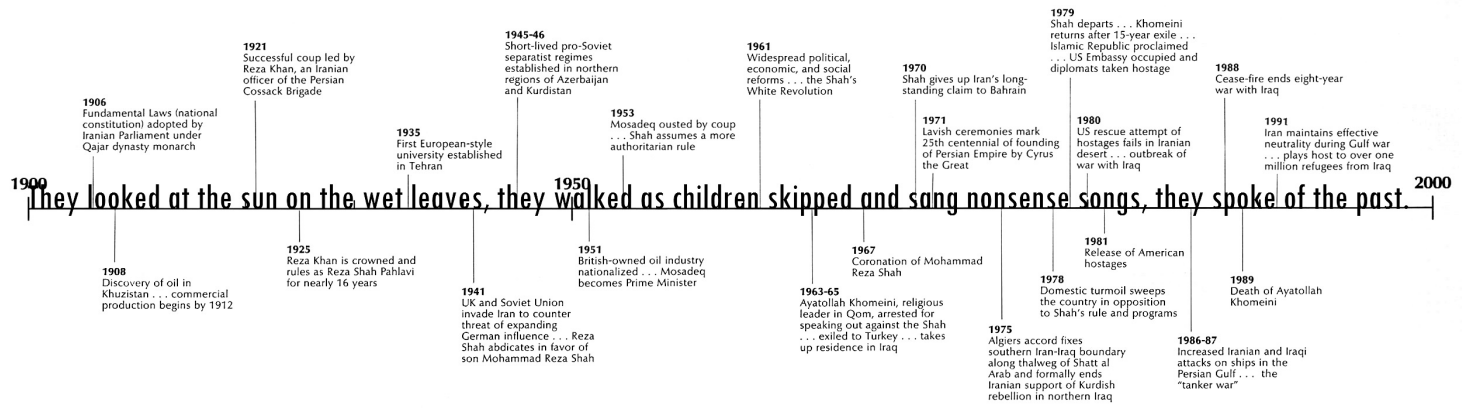 1979
Shah departs . . . Khomeini
returns after 15-year exile . . .
Islamic Republic proclaimed
. . . US Embassy occupied and
diplomats taken hostage
1945-46
Short-lived pro-Soviet
separatist regimes
established in northern
regions of Azerbaijan
and Kurdistan
1921
Successful coup led by
Reza Khan, an Iranian
officer of the Persian
Cossack Brigade
1961
Widespread political,
economic, and social
reforms . . . the Shah's
White Revolution
1970
Shah gives up Iran's long-
standing claim to Bahrain
1988
Cease-fire ends eight-year
war with Iraq
1906
Fundamental Laws (national
constitution) adopted by
Iranian Parliament under
Qajar dynasty monarch
1935
First European-style
university established
in Tehran
1953
Mosadeq ousted by coup
. . . Shah assumes a more
authoritarian rule
1971
Lavish ceremonies mark
25th centennial of founding
of Persian Empire by Cyrus
the Great
1980
US rescue attempt of
hostages fails in Iranian
desert . . . outbreak of
war with Iraq
1991
Iran maintains effective
neutrality during Gulf war
. . . plays host to over one
million refugees from Iraq
1900
1950
2000
They looked at the sun on the wet leaves, they walked as children skipped and sang nonsense songs, they spoke of the past.
1908
Discovery of oil in
Khuzistan . . . commercial
production begins by 1912
1925
Reza Khan is crowned and
rules as Reza Shah Pahlavi
for nearly 16 years
1941
UK and Soviet Union
invade Iran to counter
threat of expanding
German influence . . . Reza
Shah abdicates in favor of
son Mohammad Reza Shah
1951
British-owned oil industry
nationalized . . . Mosadeq
becomes Prime Minister
1963-65
Ayatollah Khomeini, religious
leader in Qom, arrested for
speaking out against the Shah
. . . exiled to Turkey . . . takes
up residence in Iraq
1967
Coronation of Mohammad
Reza Shah
1975
Algiers accord fixes
southern Iran-Iraq boundary
along thalweg of Shatt al
Arab and formally ends
Iranian support of Kurdish
rebellion in northern Iraq
1978
Domestic turmoil sweeps
the country in opposition
to Shah's rule and programs
1981
Release of American
hostages
1986-87
Increased Iranian and Iraqi
attacks on ships in the
Persian Gulf . . . the
"tanker war"
1989
Death of Ayatollah
Khomeini